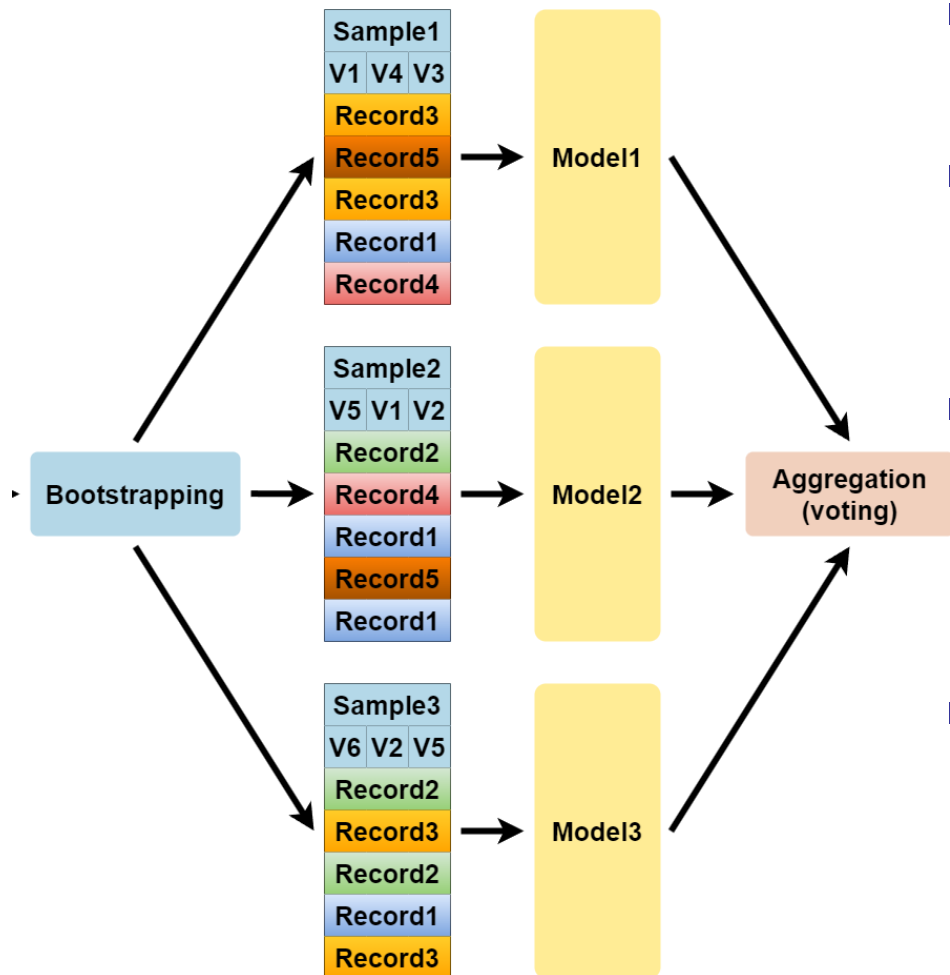 Sample1
V1 V4 V3
Record3
Record5
Record3
Record1
Record4
Model1
Sample2
V5 V1 V2
Record2
Record4
Record1
Record5
Record1
Model2
Bootstrapping
Aggregation
(voting)
Sample3
V6 V2 V5
Record2
Record3
Record2
Record1
Record3
Model3